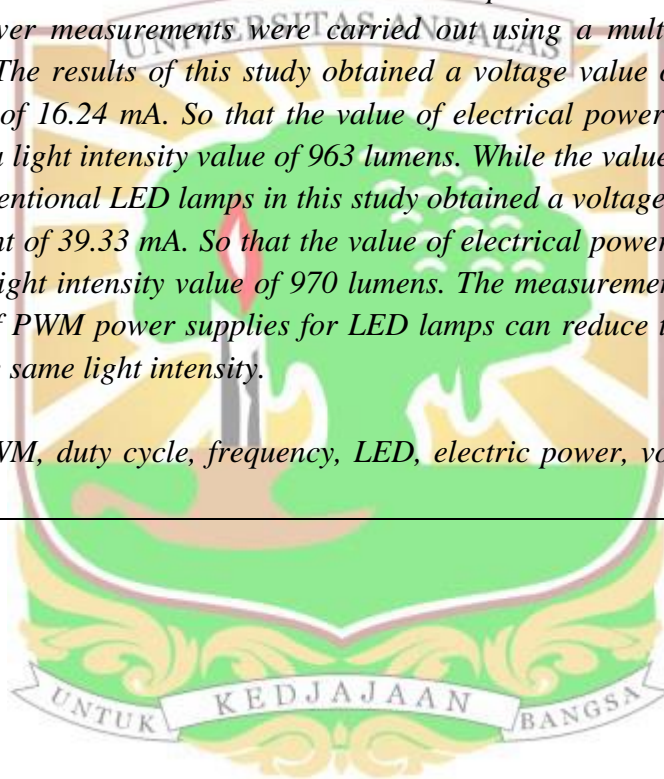 ver measurements were carried out using a mult
UNIVERSITAS ANDALAS
The results of this study obtained a voltage value
of 16.24 mA. So that the value of electrical power
light intensity value of 963 lumens. While the value
entional LED lamps in this study obtained a voltage
t of 39.33 mA. So that the value of electrical power
ight intensity value of 970 lumens. The measuremen
f PWM power supplies for LED lamps can reduce
same light intensity.
WM, duty cycle, frequency, LED, electric power, vo
UNTUK KEDJAJAAN BANGSA